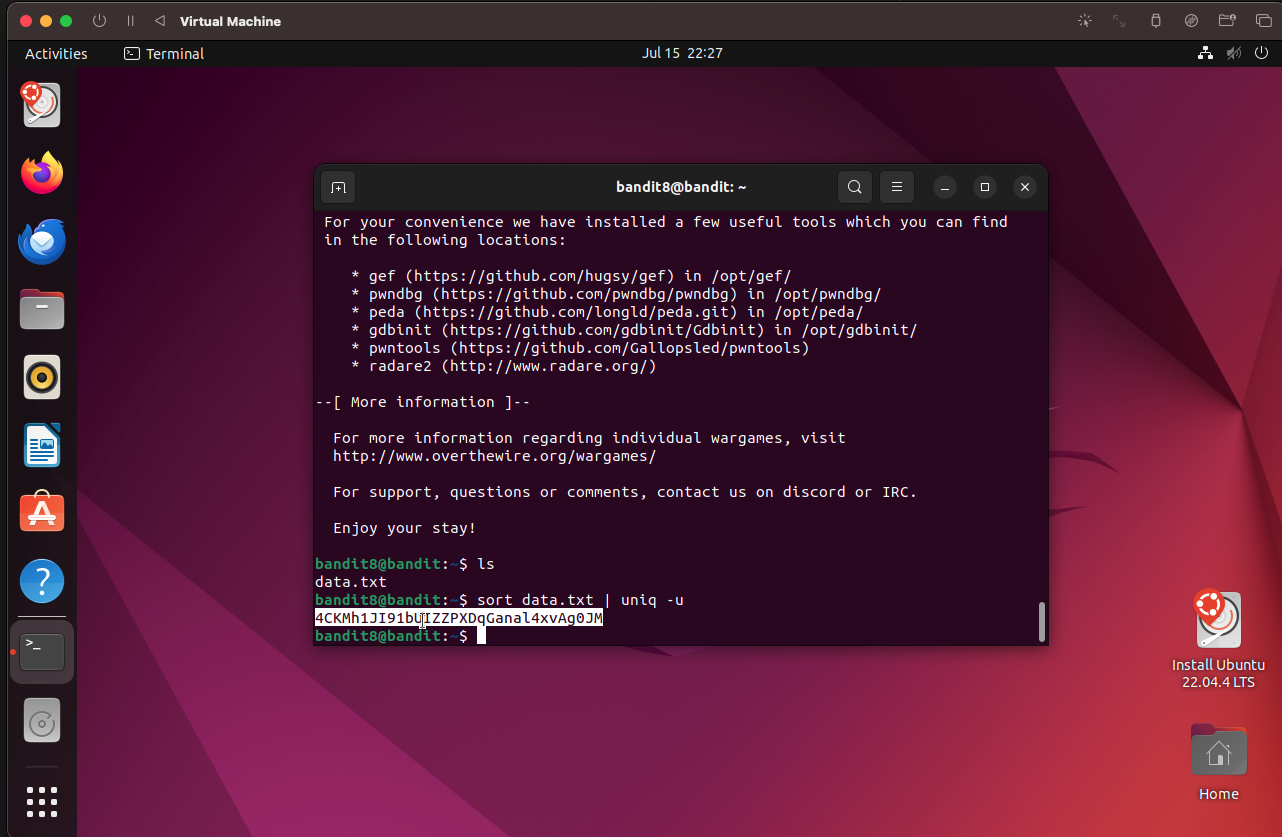 Virtual Machine
Activities
Terminal
Jul 15 22:27
bandit8@bandit: ~
For your convenience we have installed a few useful tools which you can find
in the following locations:
* gef (https://github.com/hugsy/gef) in /opt/gef/
* pwndbg (https://github.com/pwndbg/pwndbg) in /opt/pwndbg/
* peda (https://github.com/longld/peda.git) in /opt/peda/
* gdbinit (https://github.com/gdbinit/Gdbinit) in /opt/gdbinit/
* pwntools (https://github.com/Gallopsled/pwntools)
* radare2 (http://www.radare.org/)
--[ More information ]--
For more information regarding individual wargames, visit
http://www.overthewire.org/wargames/
For support, questions or comments, contact us on discord or IRC.
Enjoy your stay!
bandit8@bandit:~$ ls
data.txt
bandit8@bandit:~$ sort data.txt | uniq -u
4CKMh1JI91bUIZZPXDqGanal4xvAg0JM
bandit8@bandit:~$
Install Ubuntu
22.04.4 LTS
Home